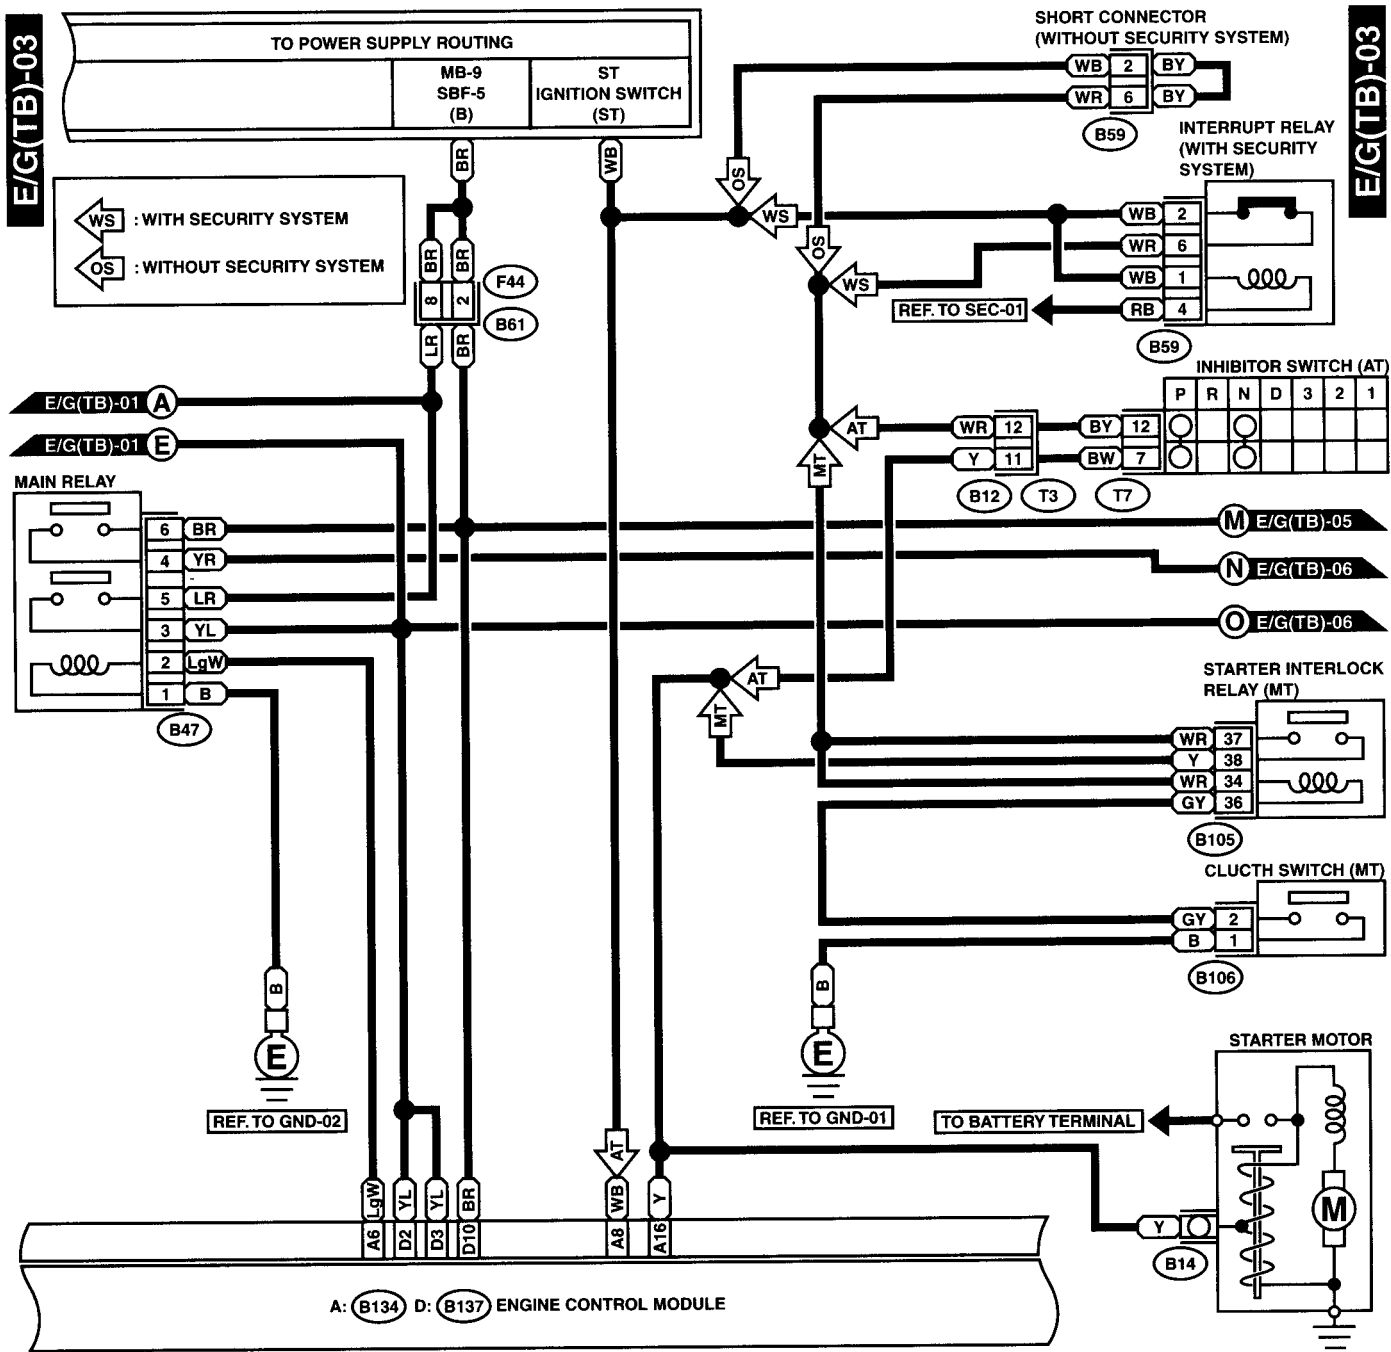 E/G(TB)-03
TO POWER SUPPLY ROUTING
MB-9
SBF-5
(B)
ST
IGNITION SWITCH
(ST)
SHORT CONNECTOR
(WITHOUT SECURITY SYSTEM)
E/G(TB)-03
WB 2 BY
WR 6 BY
B59
BR
WB
INTERRUPT RELAY
(WITH SECURITY
SYSTEM)
WS : WITH SECURITY SYSTEM
OS : WITHOUT SECURITY SYSTEM
OS
WS
OS
WS
WB 2
WR 6
WB 1
RB 4
REF. TO SEC-01
B59
BR BR
8 2
F44
B61
LR BR
INHIBITOR SWITCH (AT)
P R N D 3 2 1
E/G(TB)-01 A
E/G(TB)-01 E
AT
MT
WR 12 BY 12
Y 11 BW 7
B12 T3 T7
MAIN RELAY
6 BR
4 YR
5 LR
3 YL
2 LgW
1 B
B47
M E/G(TB)-05
N E/G(TB)-06
O E/G(TB)-06
AT
MT
STARTER INTERLOCK
RELAY (MT)
WR 37
Y 38
WR 34
GY 36
B105
CLUCTH SWITCH (MT)
GY 2
B 1
B106
B
E
REF. TO GND-02
B
E
REF. TO GND-01
STARTER MOTOR
TO BATTERY TERMINAL
M
Y
B14
AT
LgW YL YL BR WB Y
A6 D2 D3 D10 A8 A16
A: B134 D: B137 ENGINE CONTROL MODULE